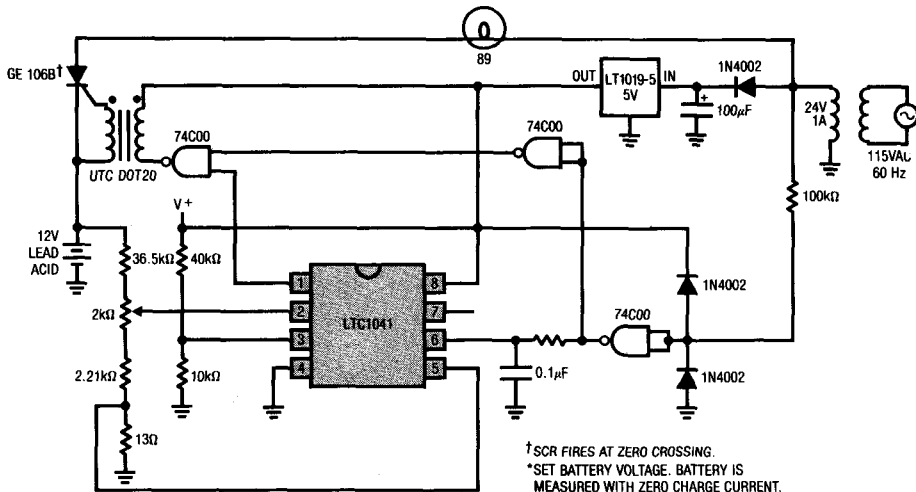 GE 106B†
89
OUT
LT1019-5
5V
IN
1N4002
+
100µF
24V
1A
115VAC
60 Hz
74C00
74C00
UTC DOT20
100kΩ
V+
12V
LEAD
ACID
36.5kΩ
40kΩ
1N4002
2kΩ
1
2
3
4
LTC1041
8
7
6
5
74C00
2.21kΩ
10kΩ
0.1µF
1N4002
13Ω
†SCR FIRES AT ZERO CROSSING.
*SET BATTERY VOLTAGE. BATTERY IS
MEASURED WITH ZERO CHARGE CURRENT.